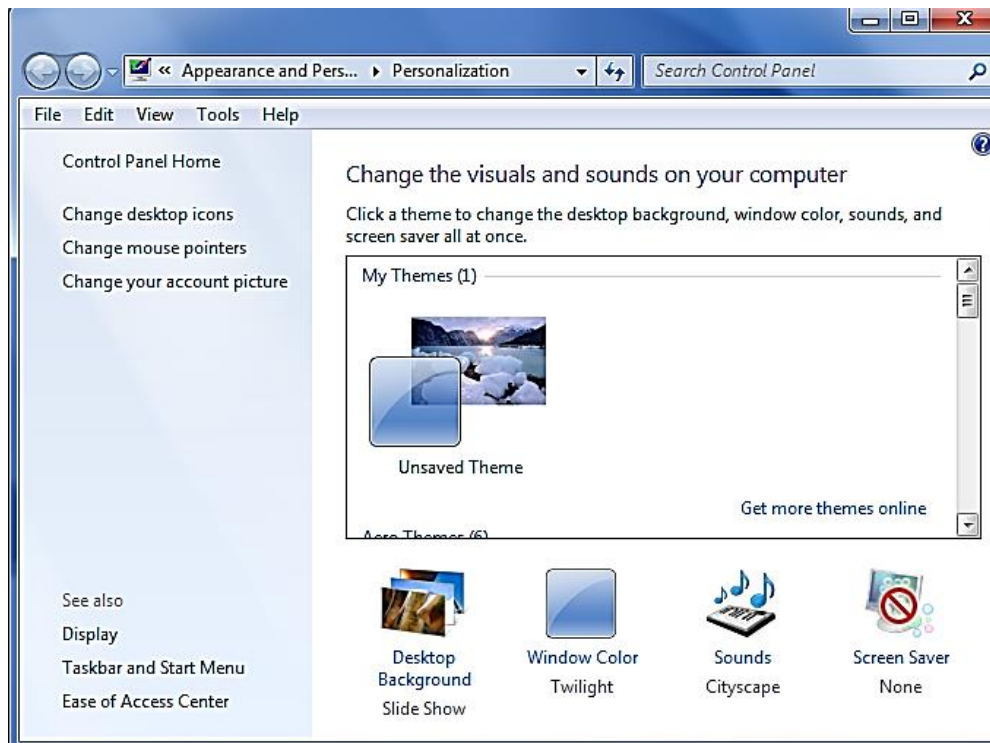 « Appearance and Pers... ▸ Personalization
Search Control Panel
File Edit View Tools Help
Control Panel Home
Change desktop icons
Change mouse pointers
Change your account picture
See also
Display
Taskbar and Start Menu
Ease of Access Center
Change the visuals and sounds on your computer
Click a theme to change the desktop background, window color, sounds, and
screen saver all at once.
My Themes (1)
Unsaved Theme
Get more themes online
Aero Themes (6)
Desktop
Background
Slide Show
Window Color
Twilight
Sounds
Cityscape
Screen Saver
None